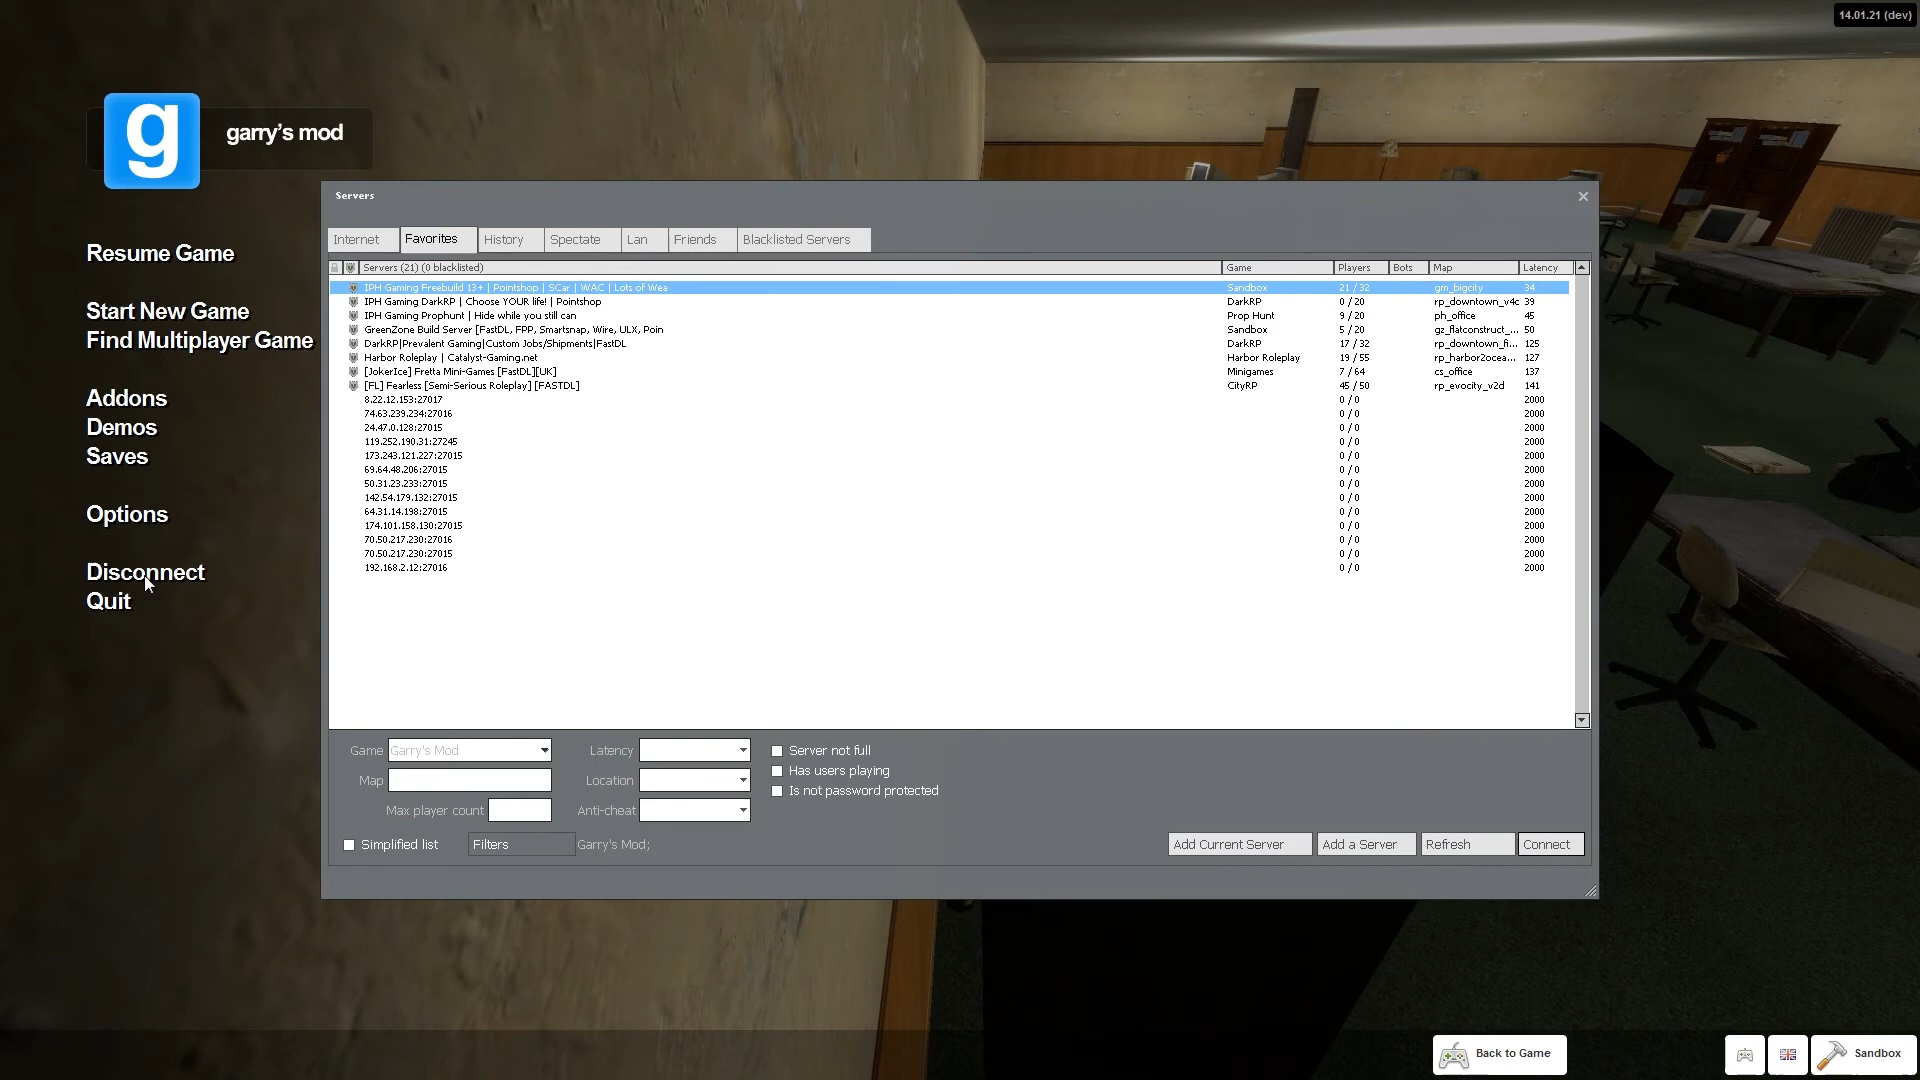 14.01.21 (dev)
g
garry's mod
Resume Game
Start New Game
Find Multiplayer Game
Addons
Demos
Saves
Options
Disconnect
Quit
Servers
Internet Favorites History Spectate Lan Friends Blacklisted Servers
Servers (21) (0 blacklisted) Game Players Bots Map Latency
IPH Gaming Freebuild 13+ | Pointshop | SCar | WAC | Lots of Wea Sandbox 21 / 32 gm_bigcity 34
IPH Gaming DarkRP | Choose YOUR life! | Pointshop DarkRP 0 / 20 rp_downtown_v4c 39
IPH Gaming Prophunt | Hide while you still can Prop Hunt 9 / 20 ph_office 45
GreenZone Build Server [FastDL, FPP, Smartsnap, Wire, ULX, Poin Sandbox 5 / 20 gz_flatconstruct_... 50
DarkRP|Prevalent Gaming|Custom Jobs/Shipments|FastDL DarkRP 17 / 32 rp_downtown_fi... 125
Harbor Roleplay | Catalyst-Gaming.net Harbor Roleplay 19 / 55 rp_harbor2ocea... 127
[JokerIce] Fretta Mini-Games [FastDL][UK] Minigames 7 / 64 cs_office 137
[FL] Fearless [Semi-Serious Roleplay] [FASTDL] CityRP 45 / 50 rp_evocity_v2d 141
8.22.12.153:27017 0 / 0 2000
74.63.239.234:27016 0 / 0 2000
24.47.0.128:27015 0 / 0 2000
119.252.190.31:27245 0 / 0 2000
173.243.121.227:27015 0 / 0 2000
69.64.48.206:27015 0 / 0 2000
50.31.23.233:27015 0 / 0 2000
142.54.179.132:27015 0 / 0 2000
64.31.14.198:27015 0 / 0 2000
174.101.158.130:27015 0 / 0 2000
70.50.217.230:27016 0 / 0 2000
70.50.217.230:27015 0 / 0 2000
192.168.2.12:27016 0 / 0 2000
Game Garry's Mod Latency Server not full
Has users playing
Map Location Is not password protected
Max player count Anti-cheat
Simplified list Filters Garry's Mod; Add Current Server Add a Server Refresh Connect
Back to Game Sandbox